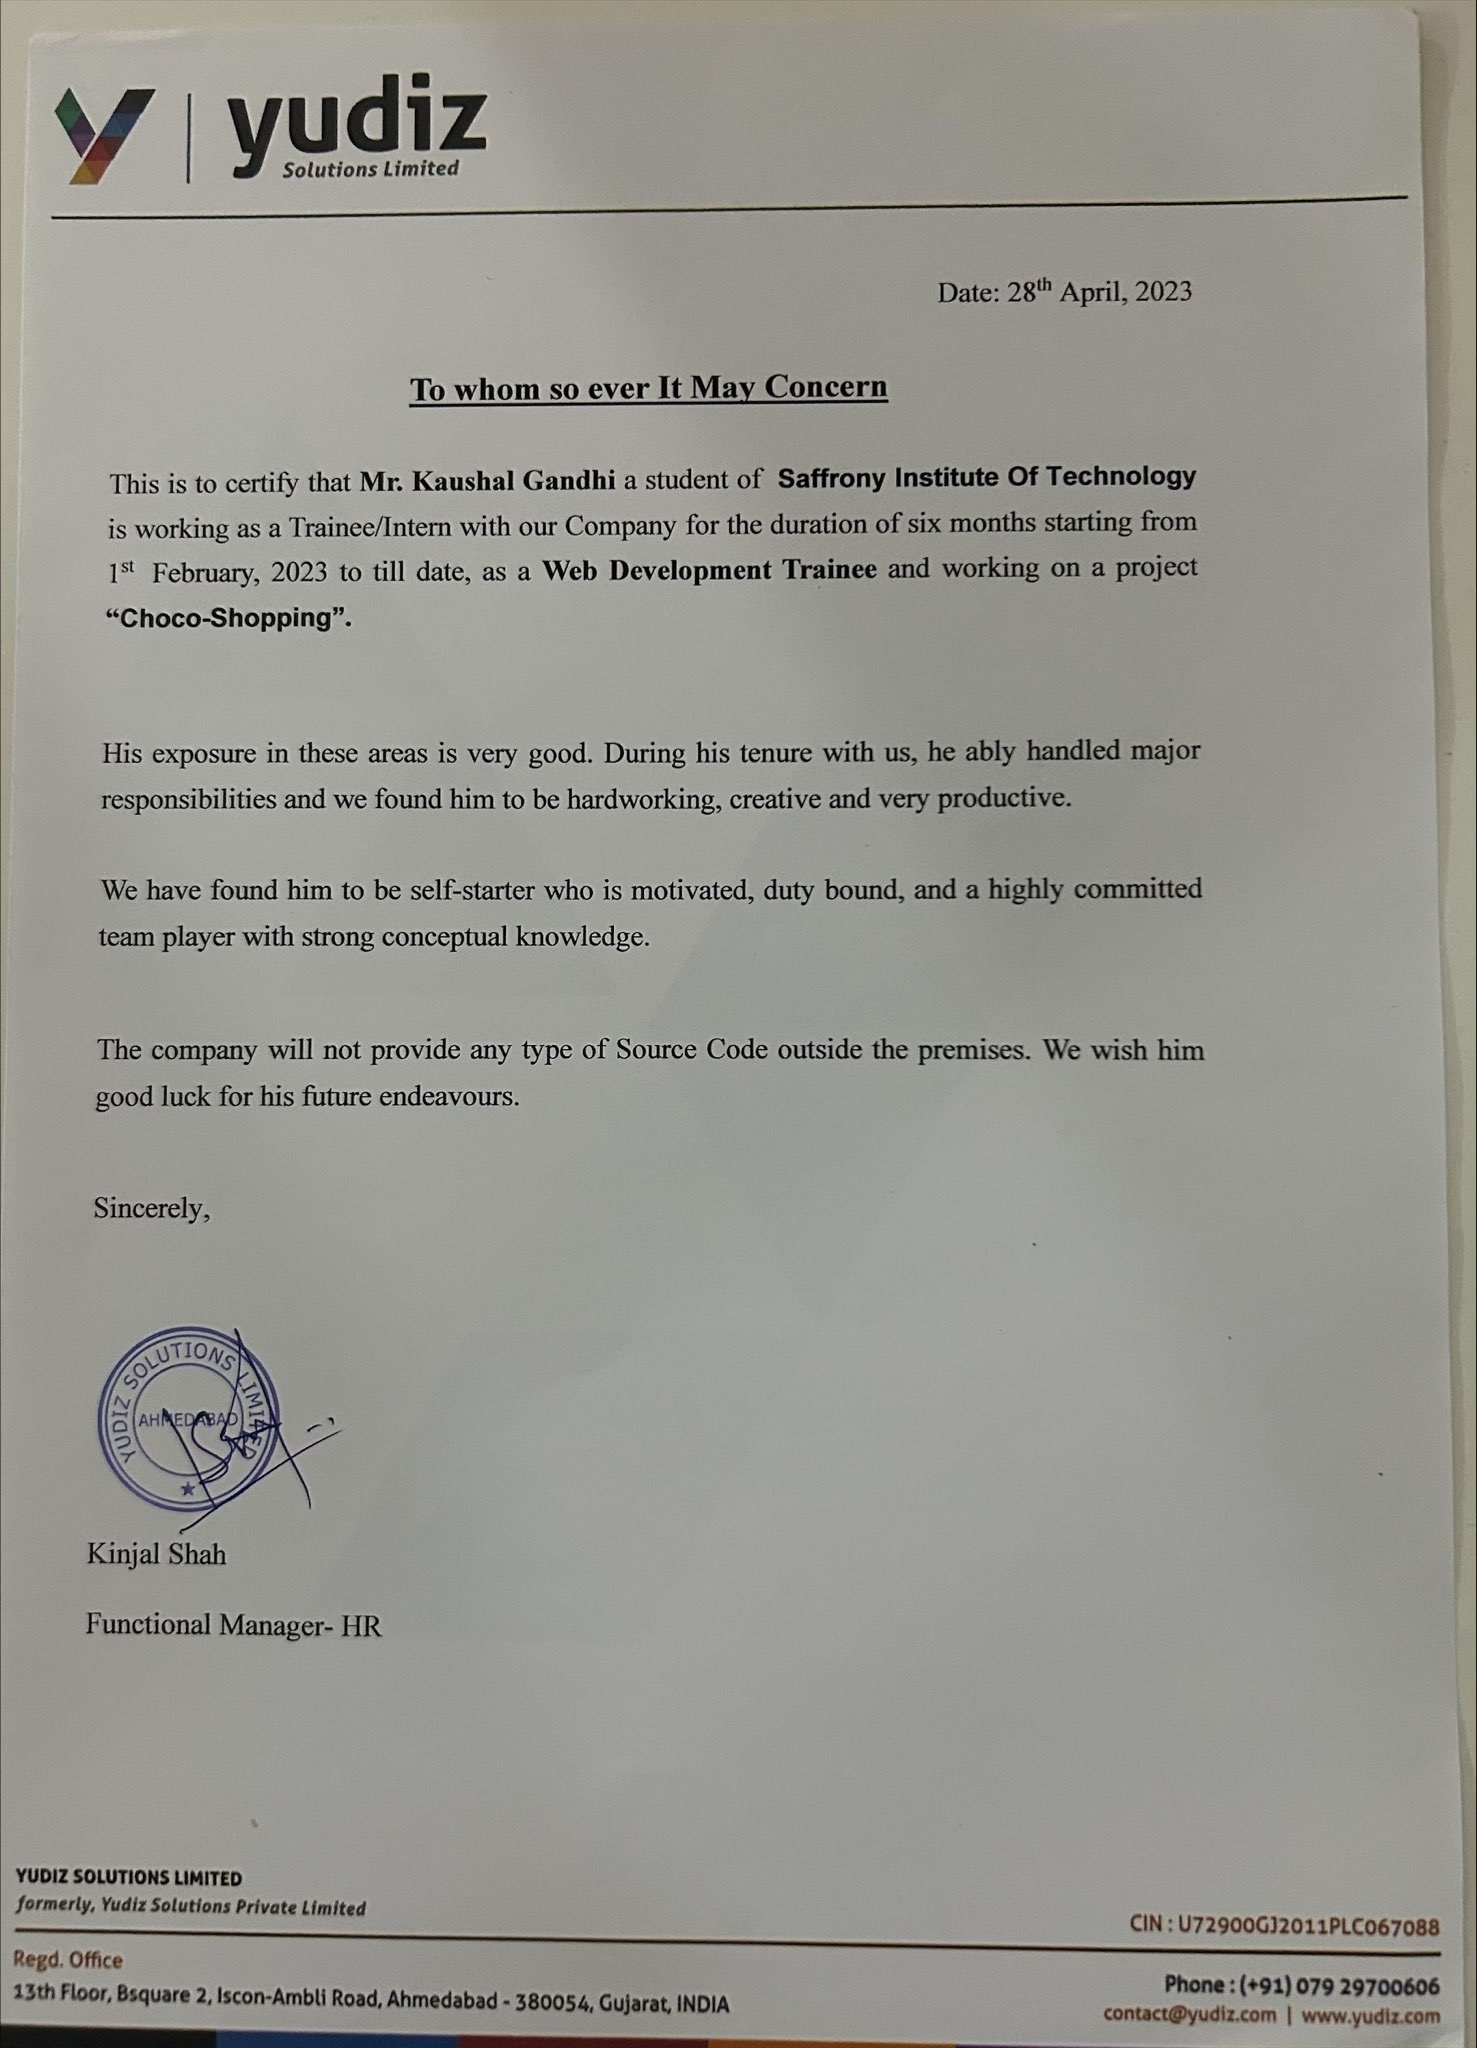 yudiz
Solutions Limited
Date: 28th April, 2023
To whom so ever It May Concern
This is to certify that Mr. Kaushal Gandhi a student of Saffrony Institute Of Technology
is working as a Trainee/Intern with our Company for the duration of six months starting from
1st February, 2023 to till date, as a Web Development Trainee and working on a project
“Choco-Shopping”.
His exposure in these areas is very good. During his tenure with us, he ably handled major
responsibilities and we found him to be hardworking, creative and very productive.
We have found him to be self-starter who is motivated, duty bound, and a highly committed
team player with strong conceptual knowledge.
The company will not provide any type of Source Code outside the premises. We wish him
good luck for his future endeavours.
Sincerely,
YUDIZ SOLUTIONS LIMITED
AHMEDABAD
Kinjal Shah
Functional Manager- HR
YUDIZ SOLUTIONS LIMITED
formerly, Yudiz Solutions Private Limited
CIN : U72900GJ2011PLC067088
Regd. Office
13th Floor, Bsquare 2, Iscon-Ambli Road, Ahmedabad - 380054, Gujarat, INDIA
Phone : (+91) 079 29700606
contact@yudiz.com | www.yudiz.com